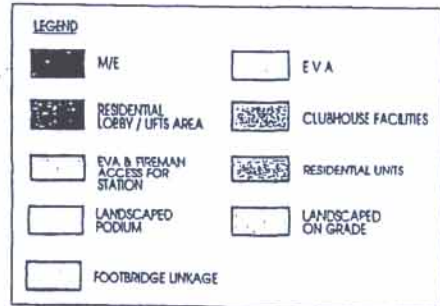 LEGEND
M/E
E V A
RESIDENTIAL
LOBBY / LIFTS AREA
CLUBHOUSE FACILITIES
EVA & FIREMAN
ACCESS FOR
STATION
RESIDENTIAL UNITS
LANDSCAPED
PODIUM
LANDSCAPED
ON GRADE
FOOTBRIDGE LINKAGE